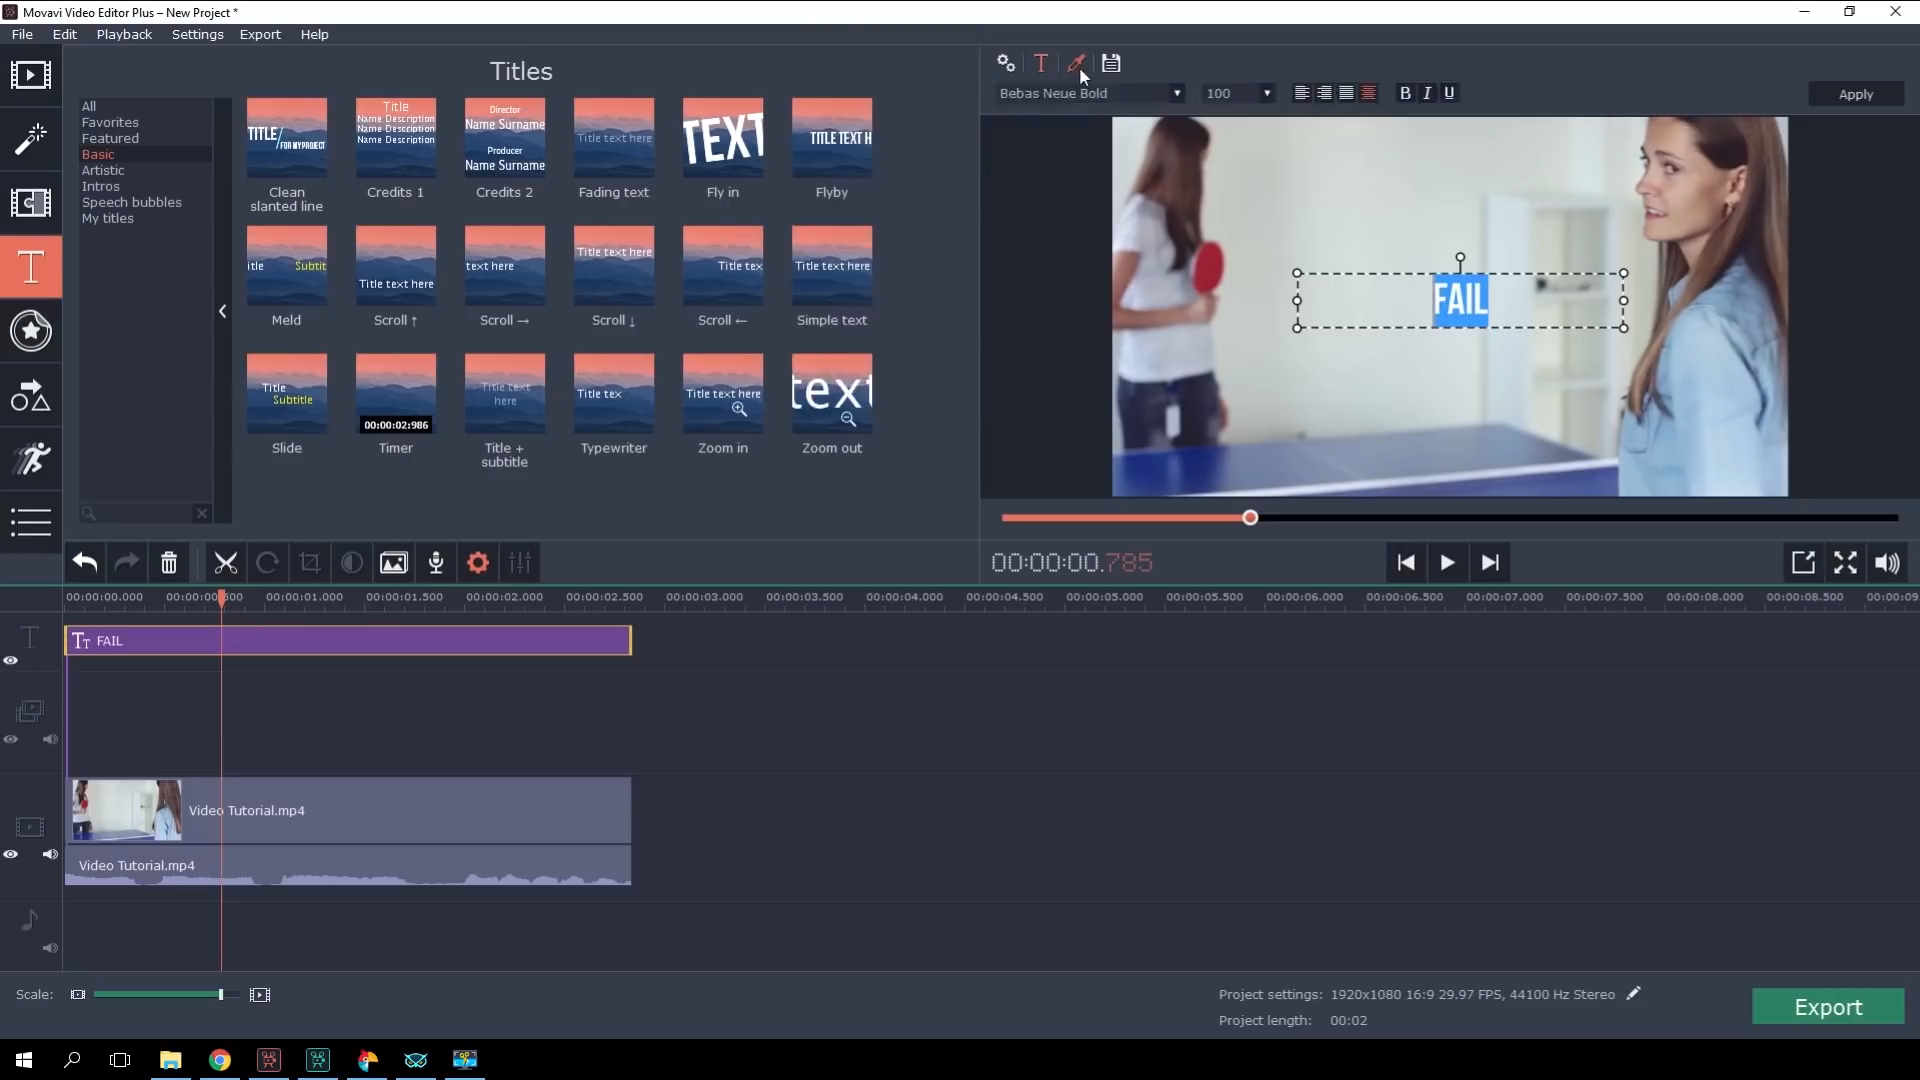 Movavi Video Editor Plus – New Project *
File Edit Playback Settings Export Help
Titles
All
Favorites
Featured
Basic
Artistic
Intros
Speech bubbles
My titles
TITLE/ FOR MY PROJECT
Clean slanted line
Title
Name Description
Name Description
Name Description
Credits 1
Director
Name Surname
Producer
Name Surname
Credits 2
Title text here
Fading text
TEXT
Fly in
TITLE TEXT H
Flyby
itle Subtit
Meld
Title text here
Scroll ↑
text here
Scroll →
Title text here
Scroll ↓
Title tex
Scroll ←
Title text here
Simple text
Title
Subtitle
Slide
00:00:02:986
Timer
Title text
here
Title +
subtitle
Title tex
Typewriter
Title text here
Zoom in
text
Zoom out
Bebas Neue Bold 100 B I U Apply
FAIL
00:00:00.785
00:00:00.000 00:00:00.500 00:00:01.000 00:00:01.500 00:00:02.000 00:00:02.500 00:00:03.000 00:00:03.500 00:00:04.000 00:00:04.500 00:00:05.000 00:00:05.500 00:00:06.000 00:00:06.500 00:00:07.000 00:00:07.500 00:00:08.000 00:00:08.500 00:00:09
FAIL
Video Tutorial.mp4
Video Tutorial.mp4
Scale:
Project settings: 1920x1080 16:9 29.97 FPS, 44100 Hz Stereo
Project length: 00:02
Export